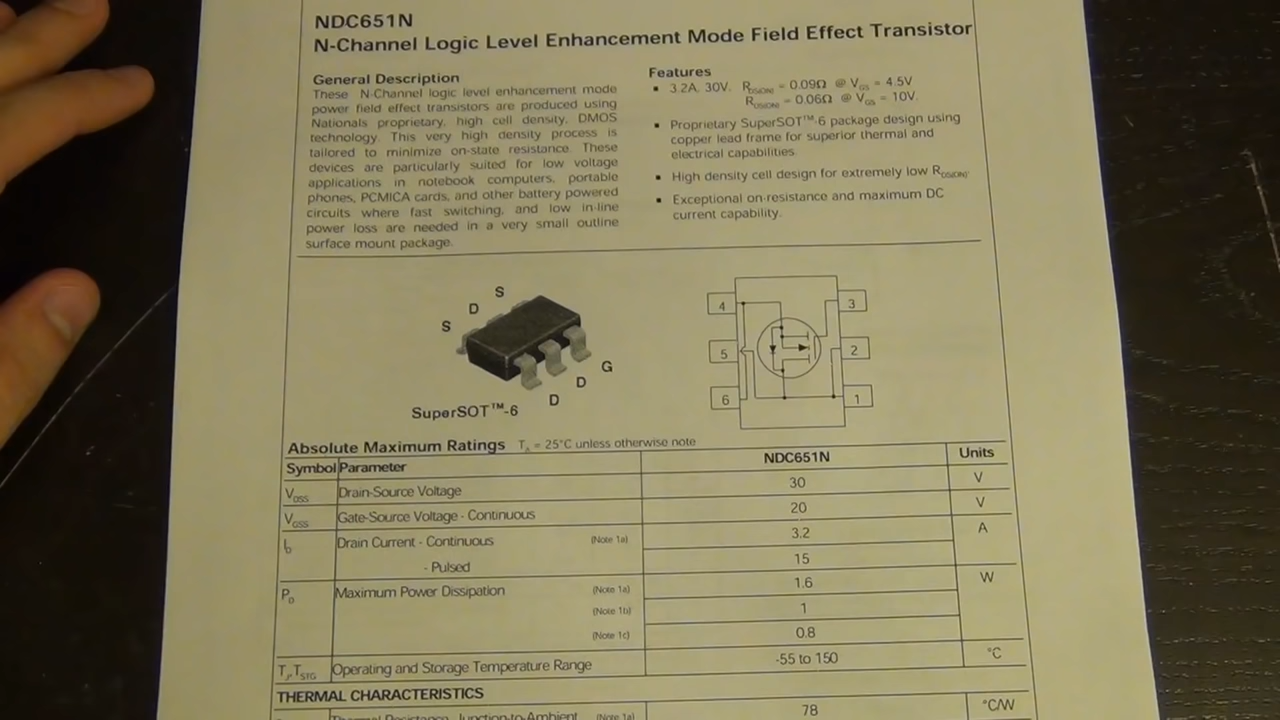 NDC651N
N-Channel Logic Level Enhancement Mode Field Effect Transistor
General Description
These N-Channel logic level enhancement mode
power field effect transistors are produced using
Nationals proprietary, high cell density, DMOS
technology. This very high density process is
tailored to minimize on-state resistance. These
devices are particularly suited for low voltage
applications in notebook computers, portable
phones, PCMICA cards, and other battery powered
circuits where fast switching, and low in-line
power loss are needed in a very small outline
surface mount package.
Features
▪ 3.2A, 30V. RDS(ON) = 0.09Ω @ VGS = 4.5V
RDS(ON) = 0.06Ω @ VGS = 10V.
▪ Proprietary SuperSOT™-6 package design using
copper lead frame for superior thermal and
electrical capabilities.
▪ High density cell design for extremely low RDS(ON).
▪ Exceptional on-resistance and maximum DC
current capability.
S
D
S
G
D
D
SuperSOT™-6
4 3
5 2
6 1
Absolute Maximum Ratings TA = 25°C unless otherwise note
Symbol Parameter NDC651N Units
VDSS Drain-Source Voltage 30 V
VGSS Gate-Source Voltage - Continuous 20 V
ID Drain Current - Continuous (Note 1a) 3.2 A
- Pulsed 15
PD Maximum Power Dissipation (Note 1a) 1.6 W
(Note 1b) 1
(Note 1c) 0.8
TJ,TSTG Operating and Storage Temperature Range -55 to 150 °C
THERMAL CHARACTERISTICS
Thermal Resistance, Junction-to-Ambient (Note 1a) 78 °C/W